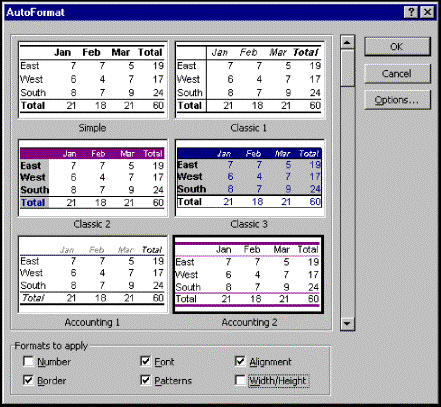 AutoFormat
OK
Cancel
Options...
Jan Feb Mar Total
East 7 7 5 19
West 6 4 7 17
South 8 7 9 24
Total 21 18 21 60
Simple
Jan Feb Mar Total
East 7 7 5 19
West 6 4 7 17
South 8 7 9 24
Total 21 18 21 60
Classic 1
Jan Feb Mar Total
East 7 7 5 19
West 6 4 7 17
South 8 7 9 24
Total 21 18 21 60
Classic 2
Jan Feb Mar Total
East 7 7 5 19
West 6 4 7 17
South 8 7 9 24
Total 21 18 21 60
Classic 3
Jan Feb Mar Total
East 7 7 5 19
West 6 4 7 17
South 8 7 9 24
Total 21 18 21 60
Accounting 1
Jan Feb Mar Total
East 7 7 5 19
West 6 4 7 17
South 8 7 9 24
Total 21 18 21 60
Accounting 2
Formats to apply
Number Font Alignment
Border Patterns Width/Height